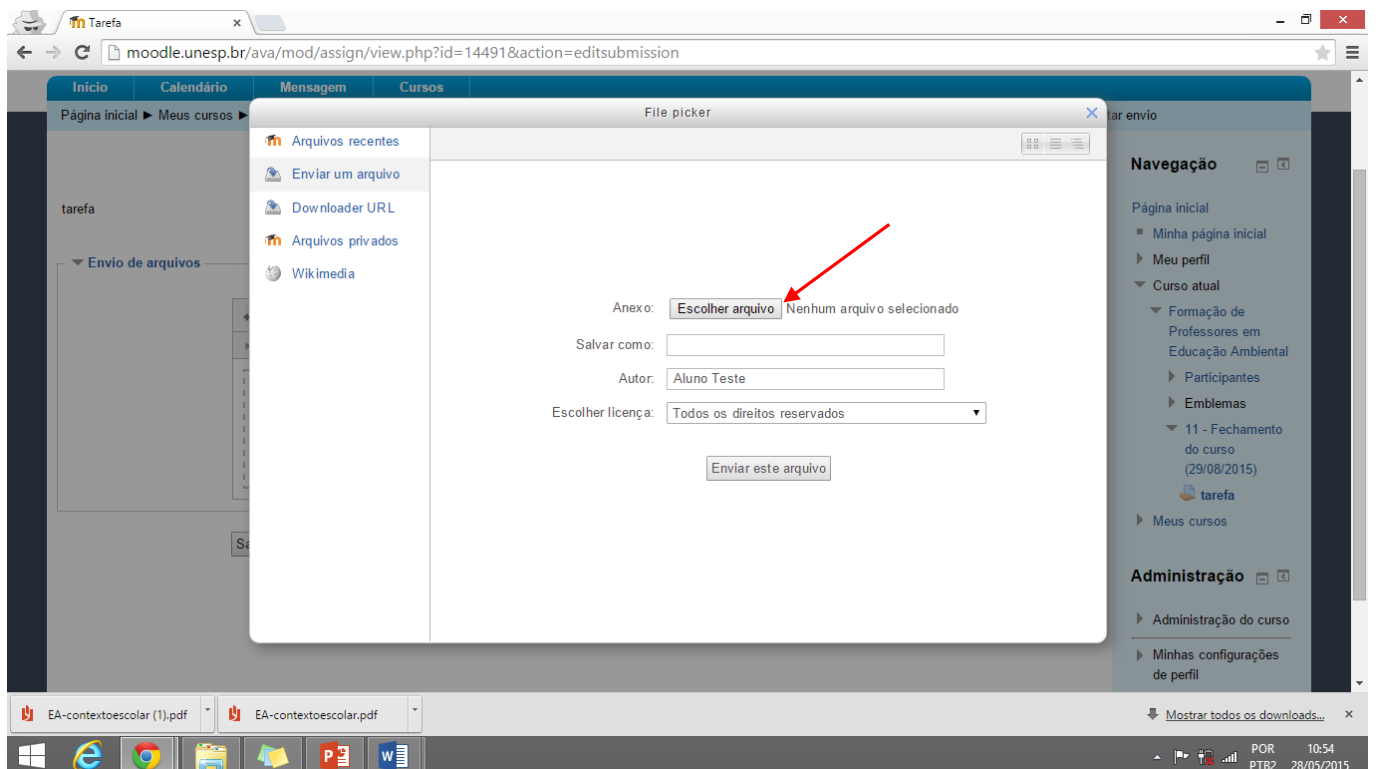 Tarefa
moodle.unesp.br/ava/mod/assign/view.php?id=14491&action=editsubmission
Início Calendário Mensagem Cursos
Página inicial ► Meus cursos ►
tar envio
tarefa
Envio de arquivos
Sa
File picker
Arquivos recentes
Enviar um arquivo
Downloader URL
Arquivos privados
Wikimedia
Anexo: Escolher arquivo Nenhum arquivo selecionado
Salvar como:
Autor: Aluno Teste
Escolher licença: Todos os direitos reservados
Enviar este arquivo
Navegação
Página inicial
Minha página inicial
Meu perfil
Curso atual
Formação de
Professores em
Educação Ambiental
Participantes
Emblemas
11 - Fechamento
do curso
(29/08/2015)
tarefa
Meus cursos
Administração
Administração do curso
Minhas configurações
de perfil
EA-contextoescolar (1).pdf EA-contextoescolar.pdf Mostrar todos os downloads...
POR 10:54
PTB2 28/05/2015